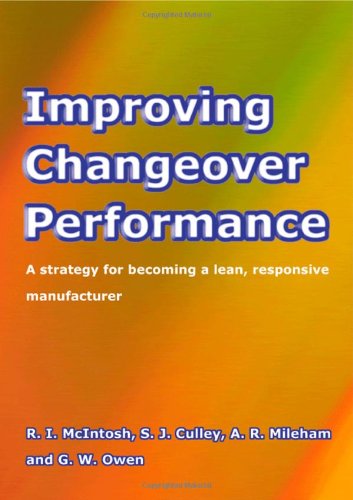 Improving
Changeover
Performance
A strategy for becoming a lean, responsive
manufacturer
R. I. McIntosh, S. J. Culley, A. R. Mileham
and G. W. Owen